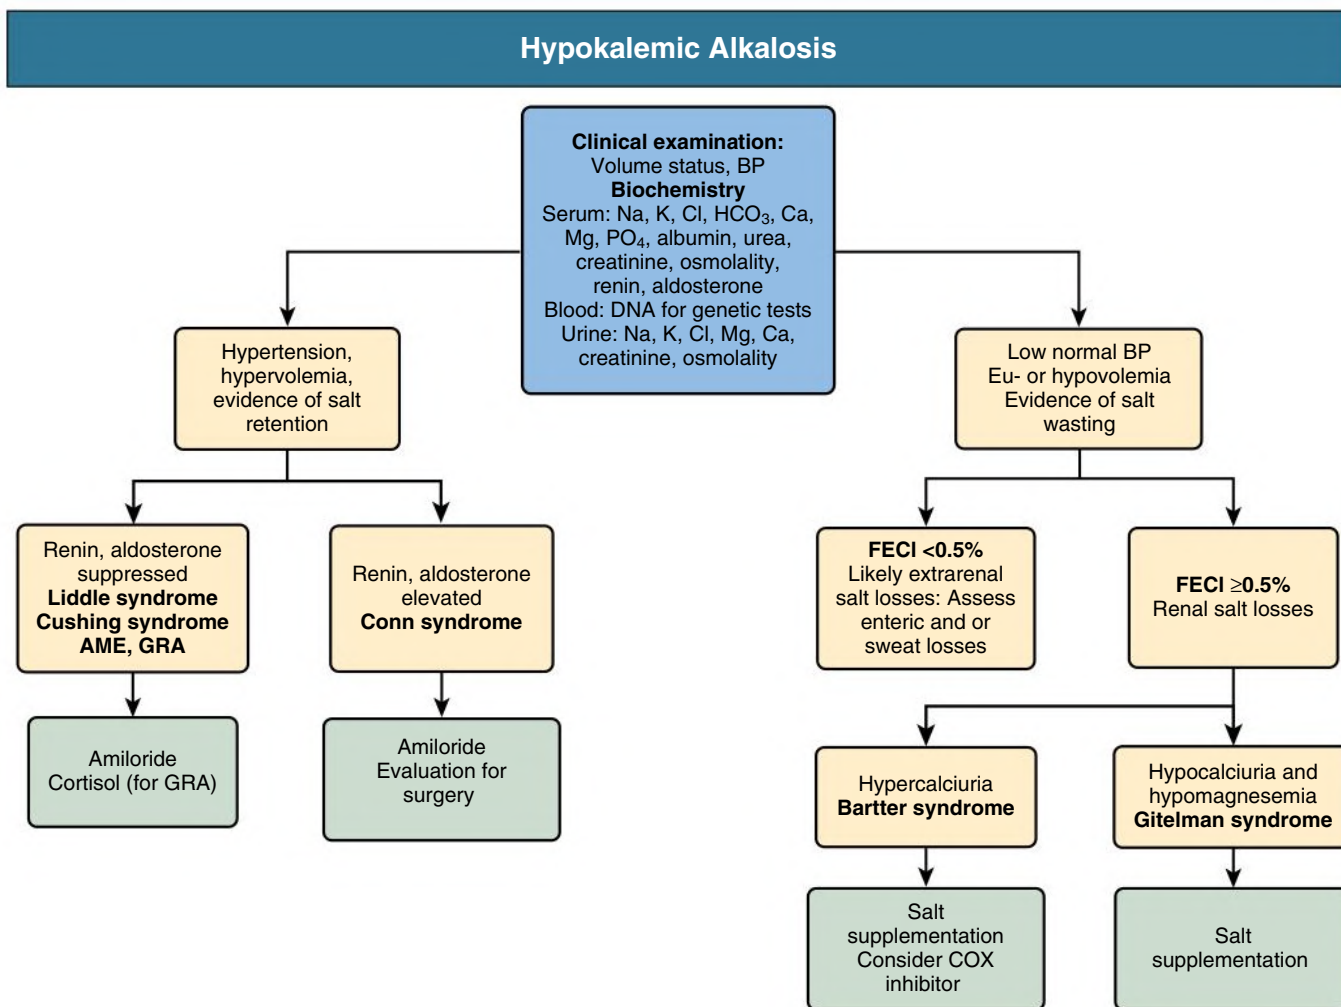 Hypokalemic Alkalosis
Clinical examination:
Volume status, BP
Biochemistry
Serum: Na, K, Cl, HCO₃, Ca,
Mg, PO₄, albumin, urea,
creatinine, osmolality,
renin, aldosterone
Blood: DNA for genetic tests
Urine: Na, K, Cl, Mg, Ca,
creatinine, osmolality
Hypertension,
hypervolemia,
evidence of salt
retention
Low normal BP
Eu- or hypovolemia
Evidence of salt
wasting
Renin, aldosterone
suppressed
Liddle syndrome
Cushing syndrome
AME, GRA
Renin, aldosterone
elevated
Conn syndrome
FECl <0.5%
Likely extrarenal
salt losses: Assess
enteric and or
sweat losses
FECl ≥0.5%
Renal salt losses
Amiloride
Cortisol (for GRA)
Amiloride
Evaluation for
surgery
Hypercalciuria
Bartter syndrome
Hypocalciuria and
hypomagnesemia
Gitelman syndrome
Salt
supplementation
Consider COX
inhibitor
Salt
supplementation